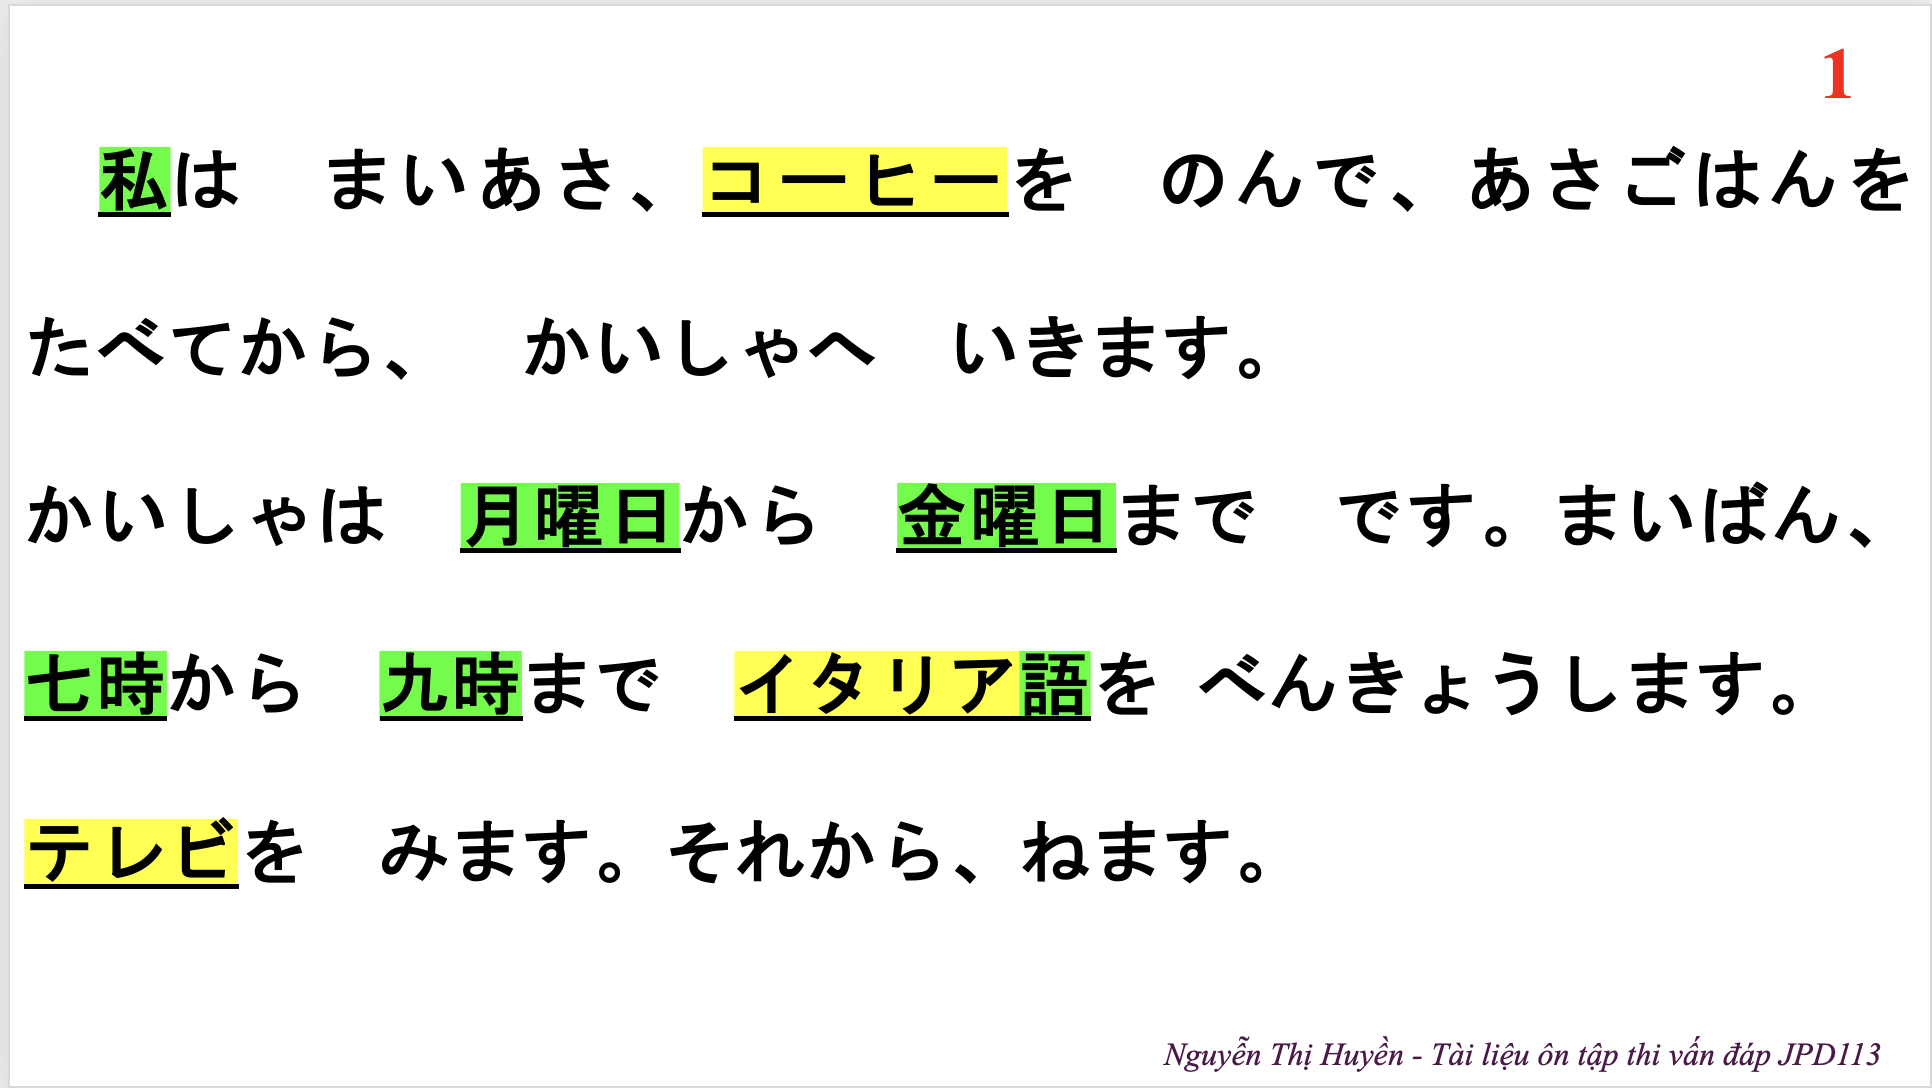 1
私は　まいあさ、コーヒーを　のんで、あさごはんを
たべてから、　かいしゃへ　いきます。
かいしゃは　月曜日から　金曜日まで　です。まいばん、
七時から　九時まで　イタリア語を べんきょうします。
テレビを　みます。それから、ねます。
Nguyễn Thị Huyền - Tài liệu ôn tập thi vấn đáp JPD113